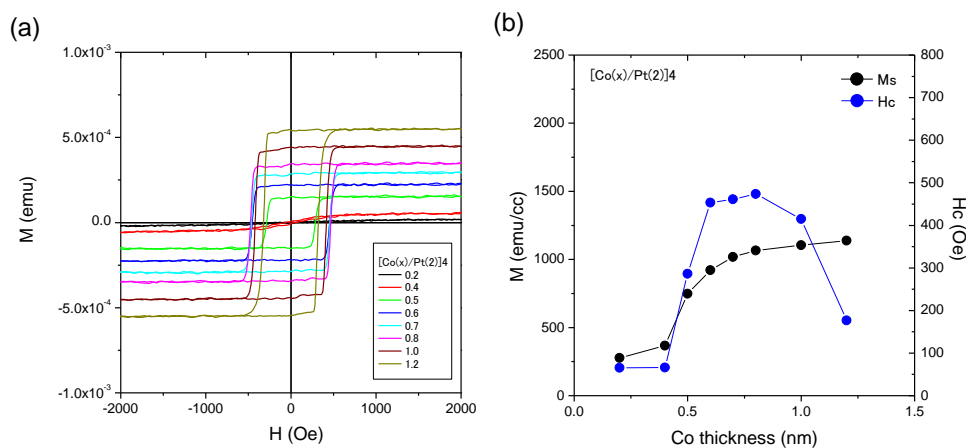 (a)
1.0x10-3
5.0x10-4
0.0
-5.0x10-4
-1.0x10-3
M (emu)
-2000 -1000 0 1000 2000
H (Oe)
[Co(x)/Pt(2)]4
0.2
0.4
0.5
0.6
0.7
0.8
1.0
1.2
(b)
2500
2000
1500
1000
500
0
M (emu/cc)
[Co(x)/Pt(2)]4
Ms
Hc
800
700
600
500
400
300
200
100
0
Hc (Oe)
0.0 0.5 1.0 1.5
Co thickness (nm)